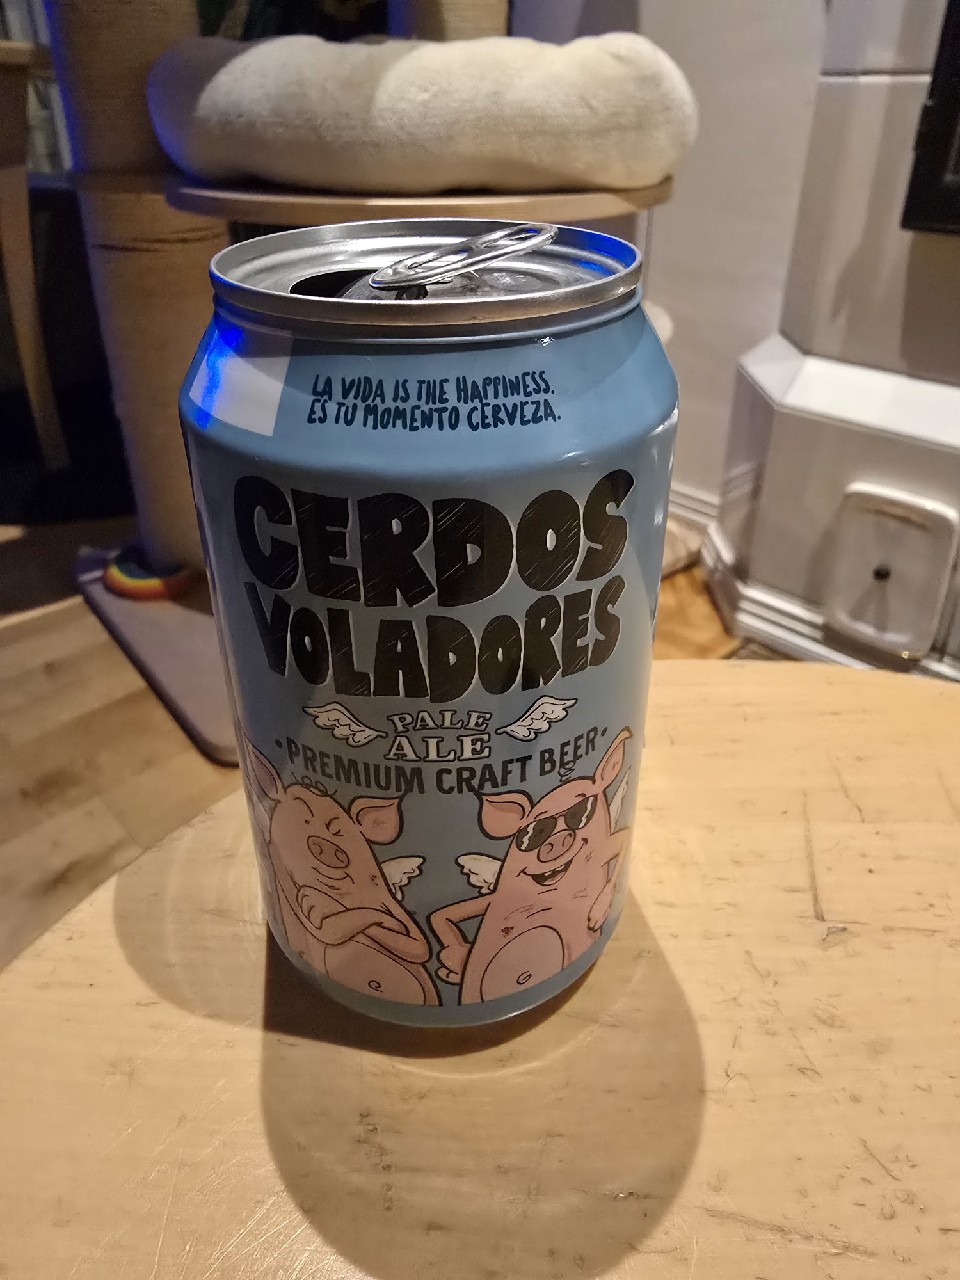 LA VIDA IS THE HAPPINESS.
ES TU MOMENTO CERVEZA.
CERDOS
VOLADORES
PALE
ALE
·PREMIUM CRAFT BEER·